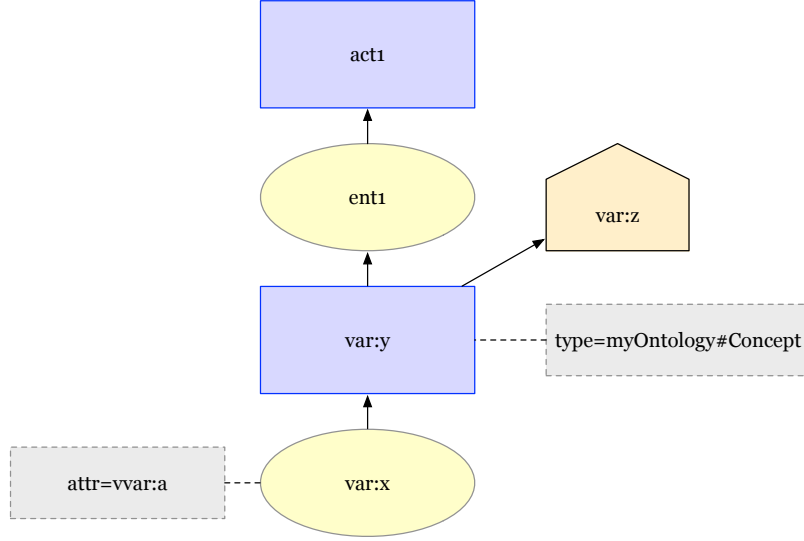 act1
ent1
var:z
var:y
type=myOntology#Concept
attr=vvar:a
var:x